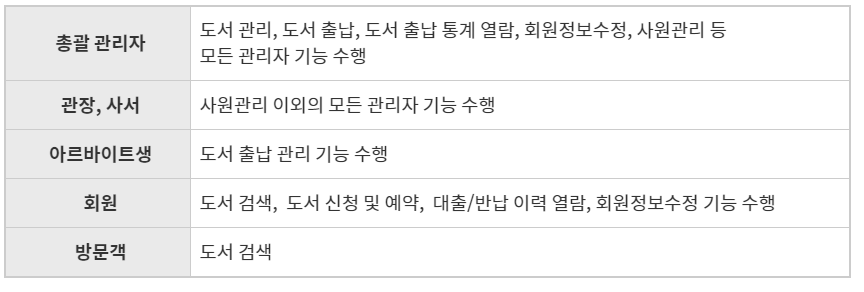 총괄 관리자
도서 관리, 도서 출납, 도서 출납 통계 열람, 회원정보수정, 사원관리 등
모든 관리자 기능 수행
관장, 사서
사원관리 이외의 모든 관리자 기능 수행
아르바이트생
도서 출납 관리 기능 수행
회원
도서 검색, 도서 신청 및 예약, 대출/반납 이력 열람, 회원정보수정 기능 수행
방문객
도서 검색